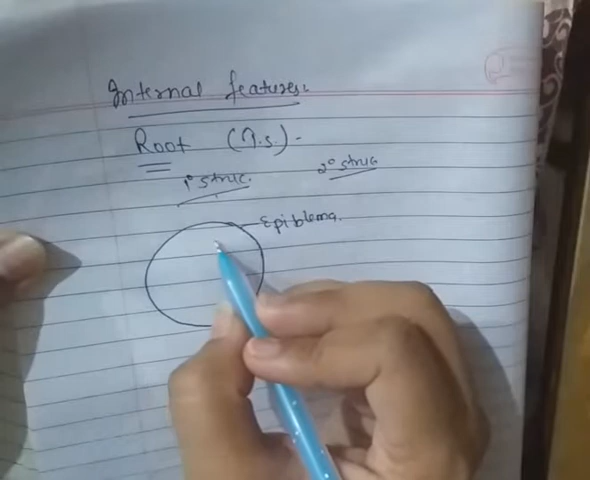 Internal features:
Root (T.s.) -
1° struc. 2° struc.
Epiblema.